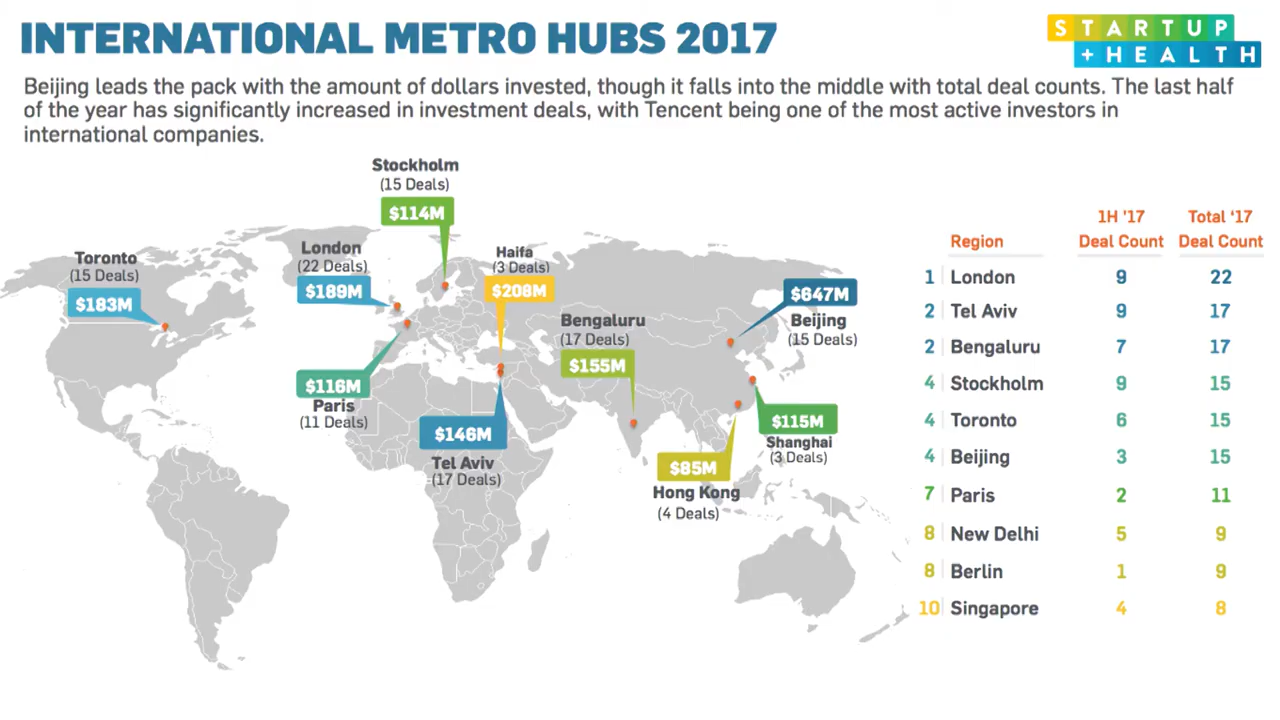 INTERNATIONAL METRO HUBS 2017
STARTUP
+HEALTH
Beijing leads the pack with the amount of dollars invested, though it falls into the middle with total deal counts. The last half
of the year has significantly increased in investment deals, with Tencent being one of the most active investors in
international companies.
Stockholm
(15 Deals)
$114M
Toronto
(15 Deals)
$183M
London
(22 Deals)
$189M
Haifa
(3 Deals)
$208M
Bengaluru
(17 Deals)
$155M
$647M
Beijing
(15 Deals)
$116M
Paris
(11 Deals)
$146M
Tel Aviv
(17 Deals)
$115M
Shanghai
(3 Deals)
$85M
Hong Kong
(4 Deals)
1H '17 Total '17
Region Deal Count Deal Count
1 London 9 22
2 Tel Aviv 9 17
2 Bengaluru 7 17
4 Stockholm 9 15
4 Toronto 6 15
4 Beijing 3 15
7 Paris 2 11
8 New Delhi 5 9
8 Berlin 1 9
10 Singapore 4 8